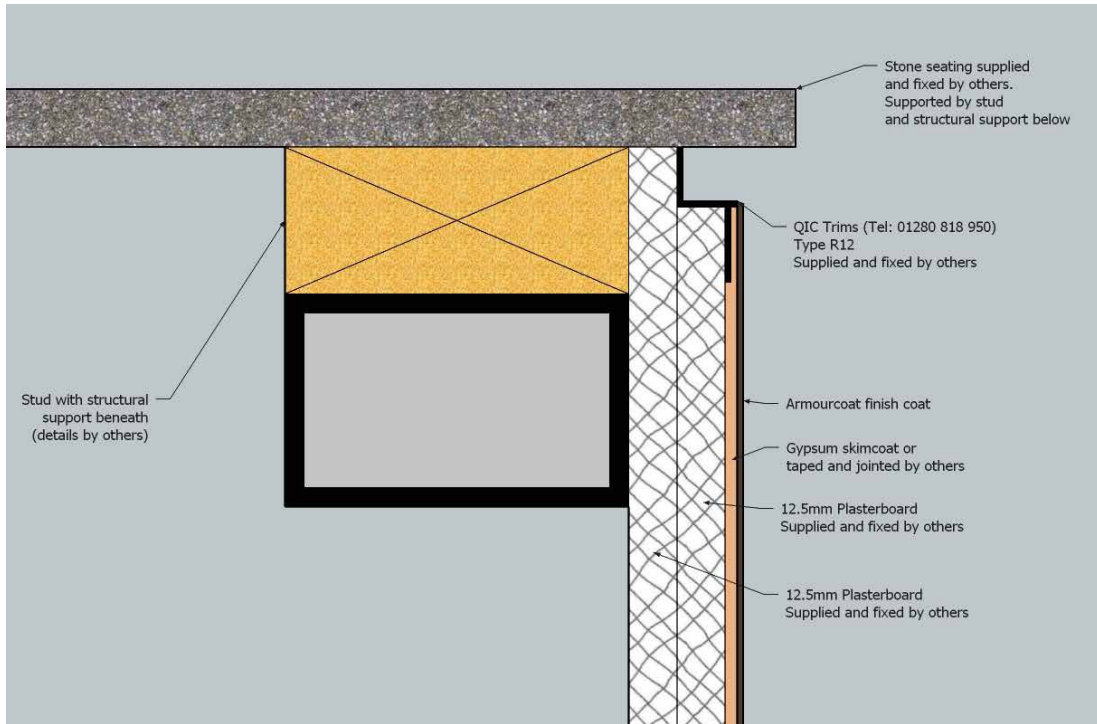 Stone seating supplied
and fixed by others.
Supported by stud
and structural support below
QIC Trims (Tel: 01280 818 950)
Type R12
Supplied and fixed by others
Stud with structural
support beneath
(details by others)
Armourcoat finish coat
Gypsum skimcoat or
taped and jointed by others
12.5mm Plasterboard
Supplied and fixed by others
12.5mm Plasterboard
Supplied and fixed by others